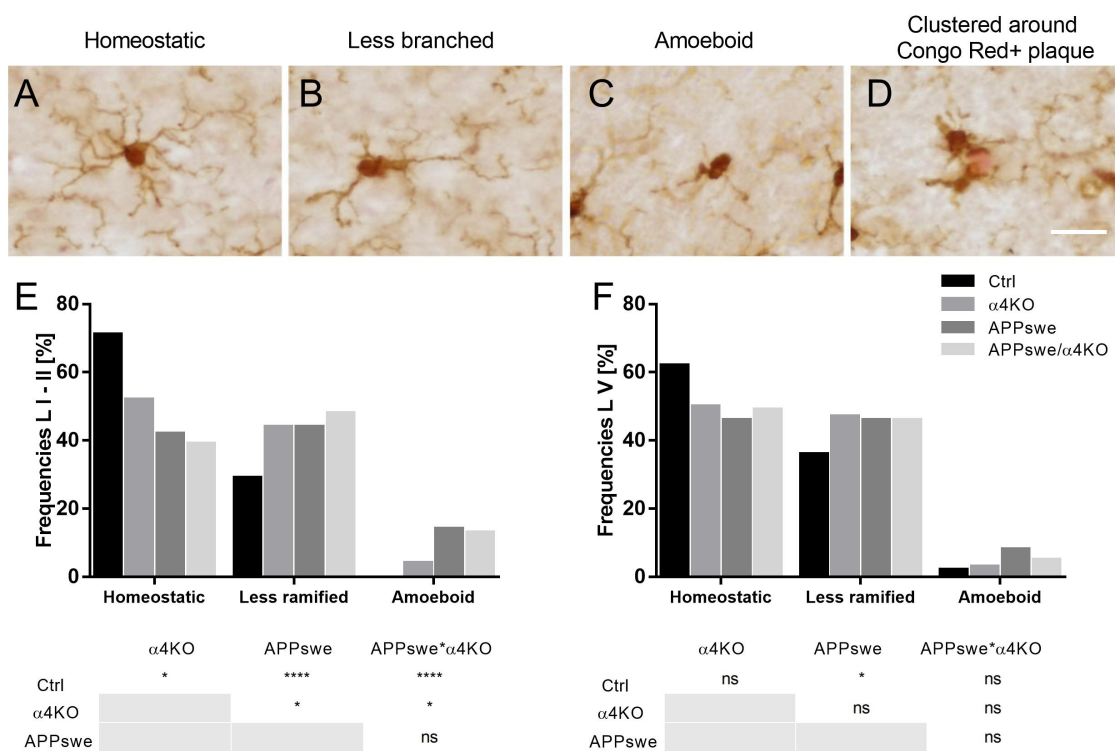 Homeostatic
Less branched
Amoeboid
Clustered around
Congo Red+ plaque
A
B
C
D
E
80
60
40
20
0
Frequencies L I - II [%]
Homeostatic Less ramified Amoeboid
α4KO APPswe APPswe*α4KO
Ctrl * **** ****
α4KO * *
APPswe ns
F
Ctrl
α4KO
APPswe
APPswe/α4KO
80
60
40
20
0
Frequencies L V [%]
Homeostatic Less ramified Amoeboid
α4KO APPswe APPswe*α4KO
Ctrl ns * ns
α4KO ns ns
APPswe ns